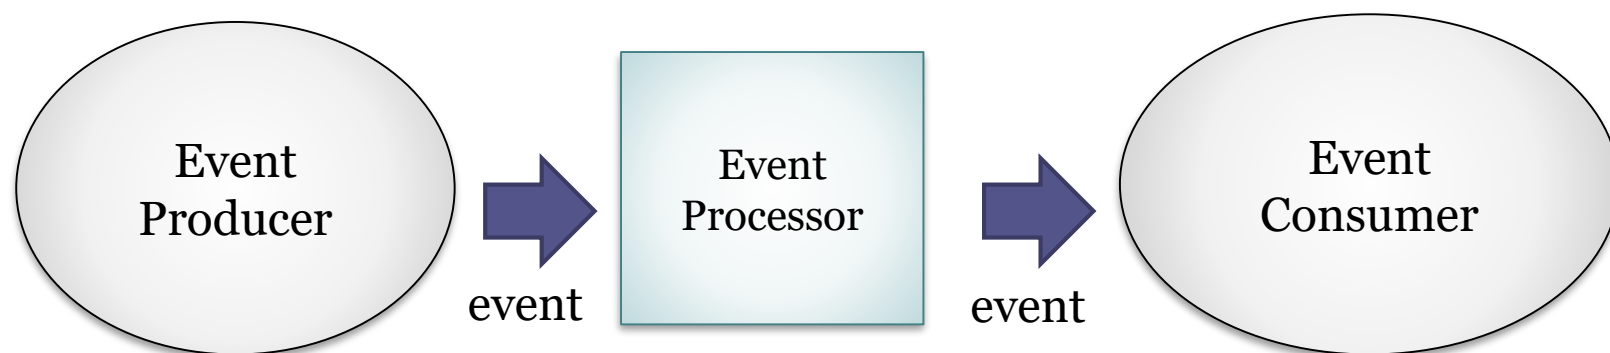 Event
Producer
event
Event
Processor
event
Event
Consumer